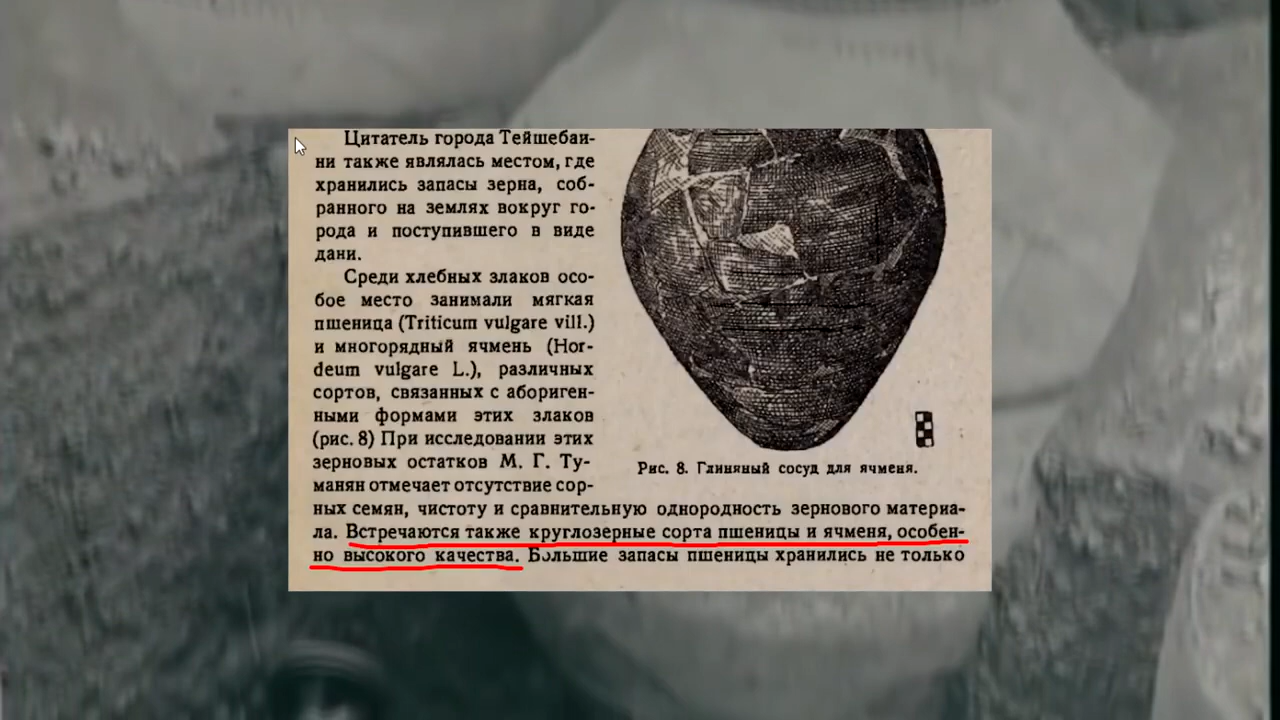 Цитатель города Тейшебаи-
ни также являлась местом, где
хранились запасы зерна, соб-
ранного на землях вокруг го-
рода и поступившего в виде
дани.
Среди хлебных злаков осо-
бое место занимали мягкая
пшеница (Triticum vulgare vill.)
и многорядный ячмень (Hor-
deum vulgare L.), различных
сортов, связанных с абориген-
ными формами этих злаков
(рис. 8) При исследовании этих
зерновых остатков М. Г. Ту-
манян отмечает отсутствие сор-
ных семян, чистоту и сравнительную однородность зернового материа-
ла. Встречаются также круглозерные сорта пшеницы и ячменя, особен-
но высокого качества. Большие запасы пшеницы хранились не только
Рис. 8. Глиняный сосуд для ячменя.